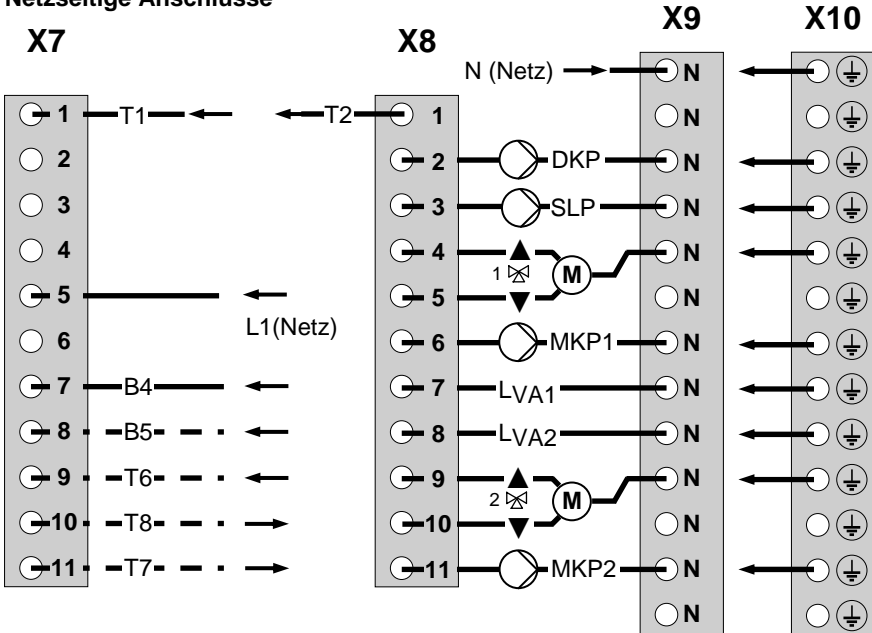 Netzseitige Anschlüsse
X7 X8 X9 X10
N (Netz) N
1 T1 T2 1 N
2 2 DKP N
3 3 SLP N
4 4 1 M N
5 5 N
L1(Netz)
6 6 MKP1 N
7 B4 7 LVA1 N
8 B5 8 LVA2 N
9 T6 9 2 M N
10 T8 10 N
11 T7 11 MKP2 N
N